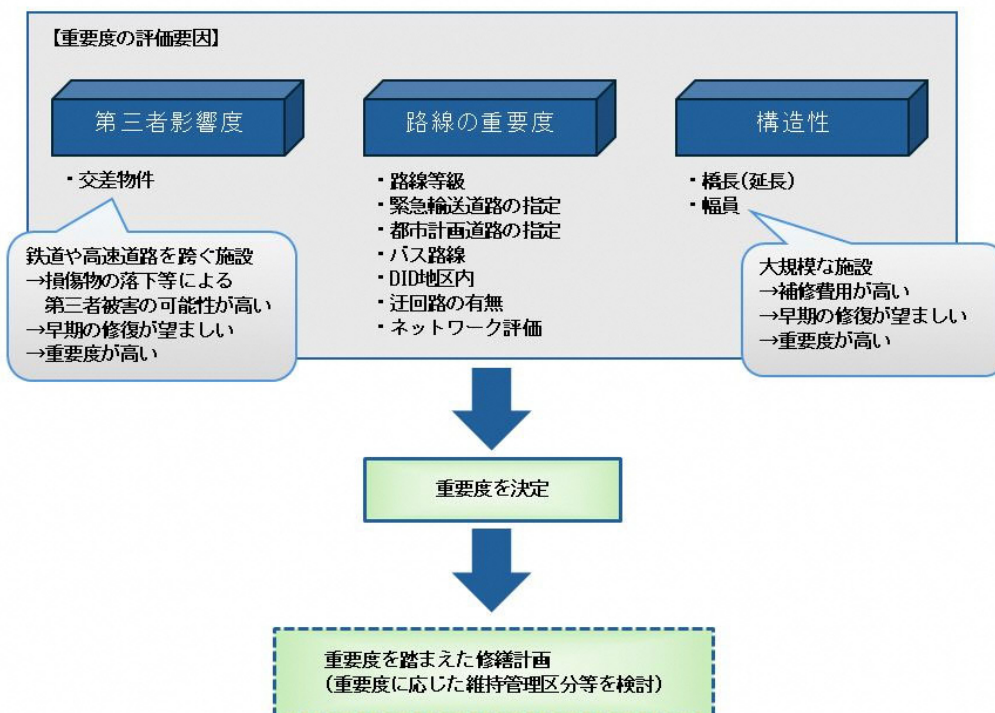 【重要度の評価要因】
第三者影響度
・交差物件
鉄道や高速道路を跨ぐ施設
→損傷物の落下等による
第三者被害の可能性が高い
→早期の修復が望ましい
→重要度が高い
路線の重要度
・路線等級
・緊急輸送道路の指定
・都市計画道路の指定
・バス路線
・DID地区内
・迂回路の有無
・ネットワーク評価
構造性
・橋長(延長)
・幅員
大規模な施設
→補修費用が高い
→早期の修復が望ましい
→重要度が高い
重要度を決定
重要度を踏まえた修繕計画
(重要度に応じた維持管理区分等を検討)